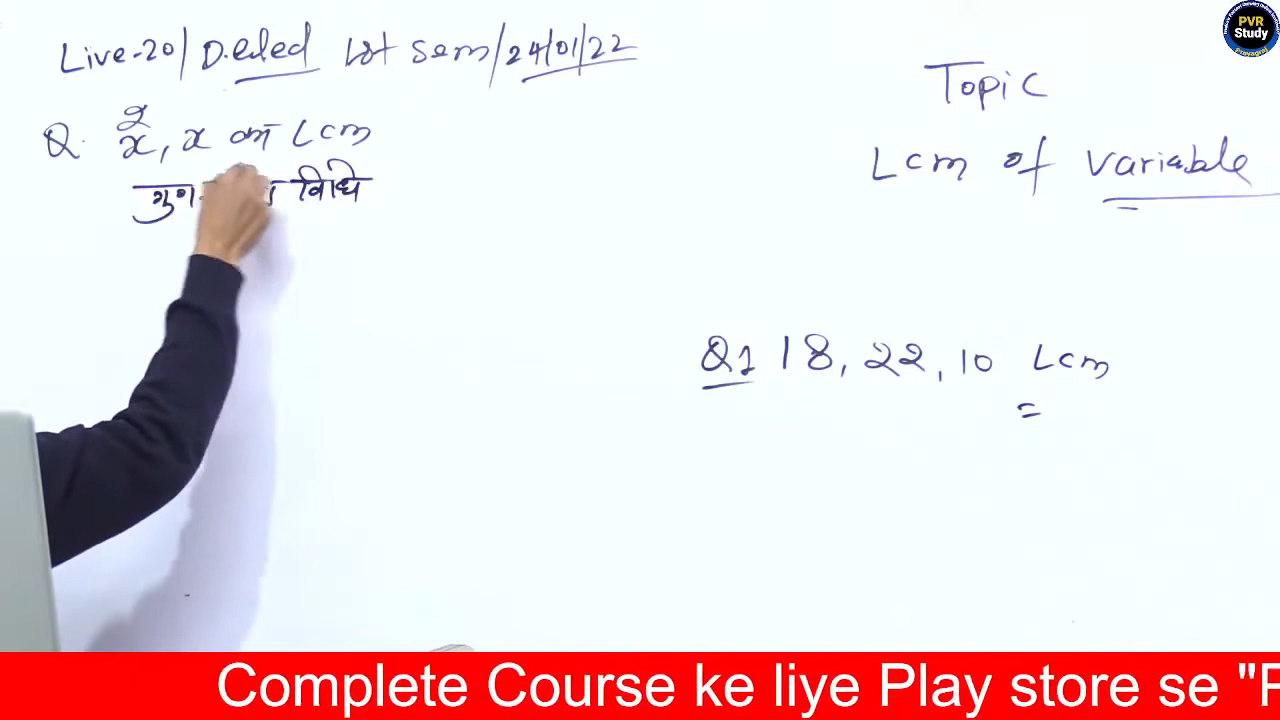 Live-20/ D.eled 1st sem/24/01/22
Q. x², x का Lcm
विधि
Topic
Lcm of variable
Q1 18, 22, 10 Lcm
=
PVR
Study
Prayagraj
Complete Course ke liye Play store se "P